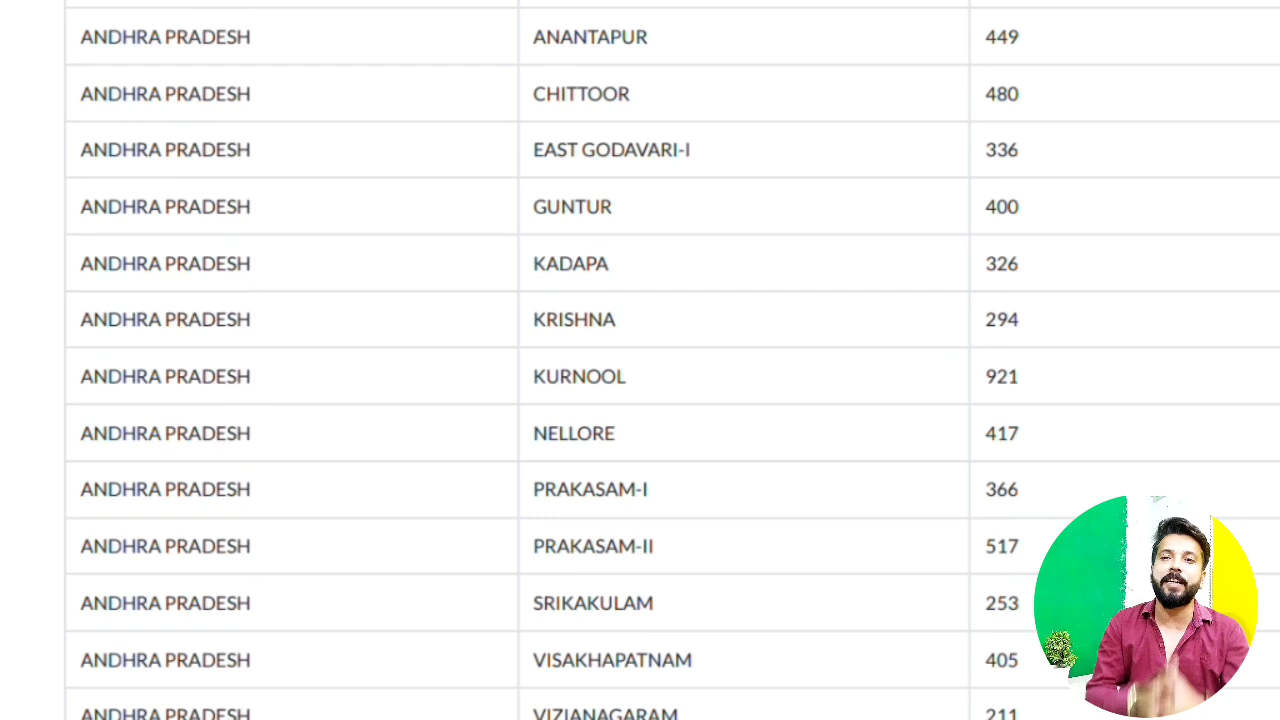 ANDHRA PRADESH ANANTAPUR 449
ANDHRA PRADESH CHITTOOR 480
ANDHRA PRADESH EAST GODAVARI-I 336
ANDHRA PRADESH GUNTUR 400
ANDHRA PRADESH KADAPA 326
ANDHRA PRADESH KRISHNA 294
ANDHRA PRADESH KURNOOL 921
ANDHRA PRADESH NELLORE 417
ANDHRA PRADESH PRAKASAM-I 366
ANDHRA PRADESH PRAKASAM-II 517
ANDHRA PRADESH SRIKAKULAM 253
ANDHRA PRADESH VISAKHAPATNAM 405
ANDHRA PRADESH VIZIANAGARAM 211